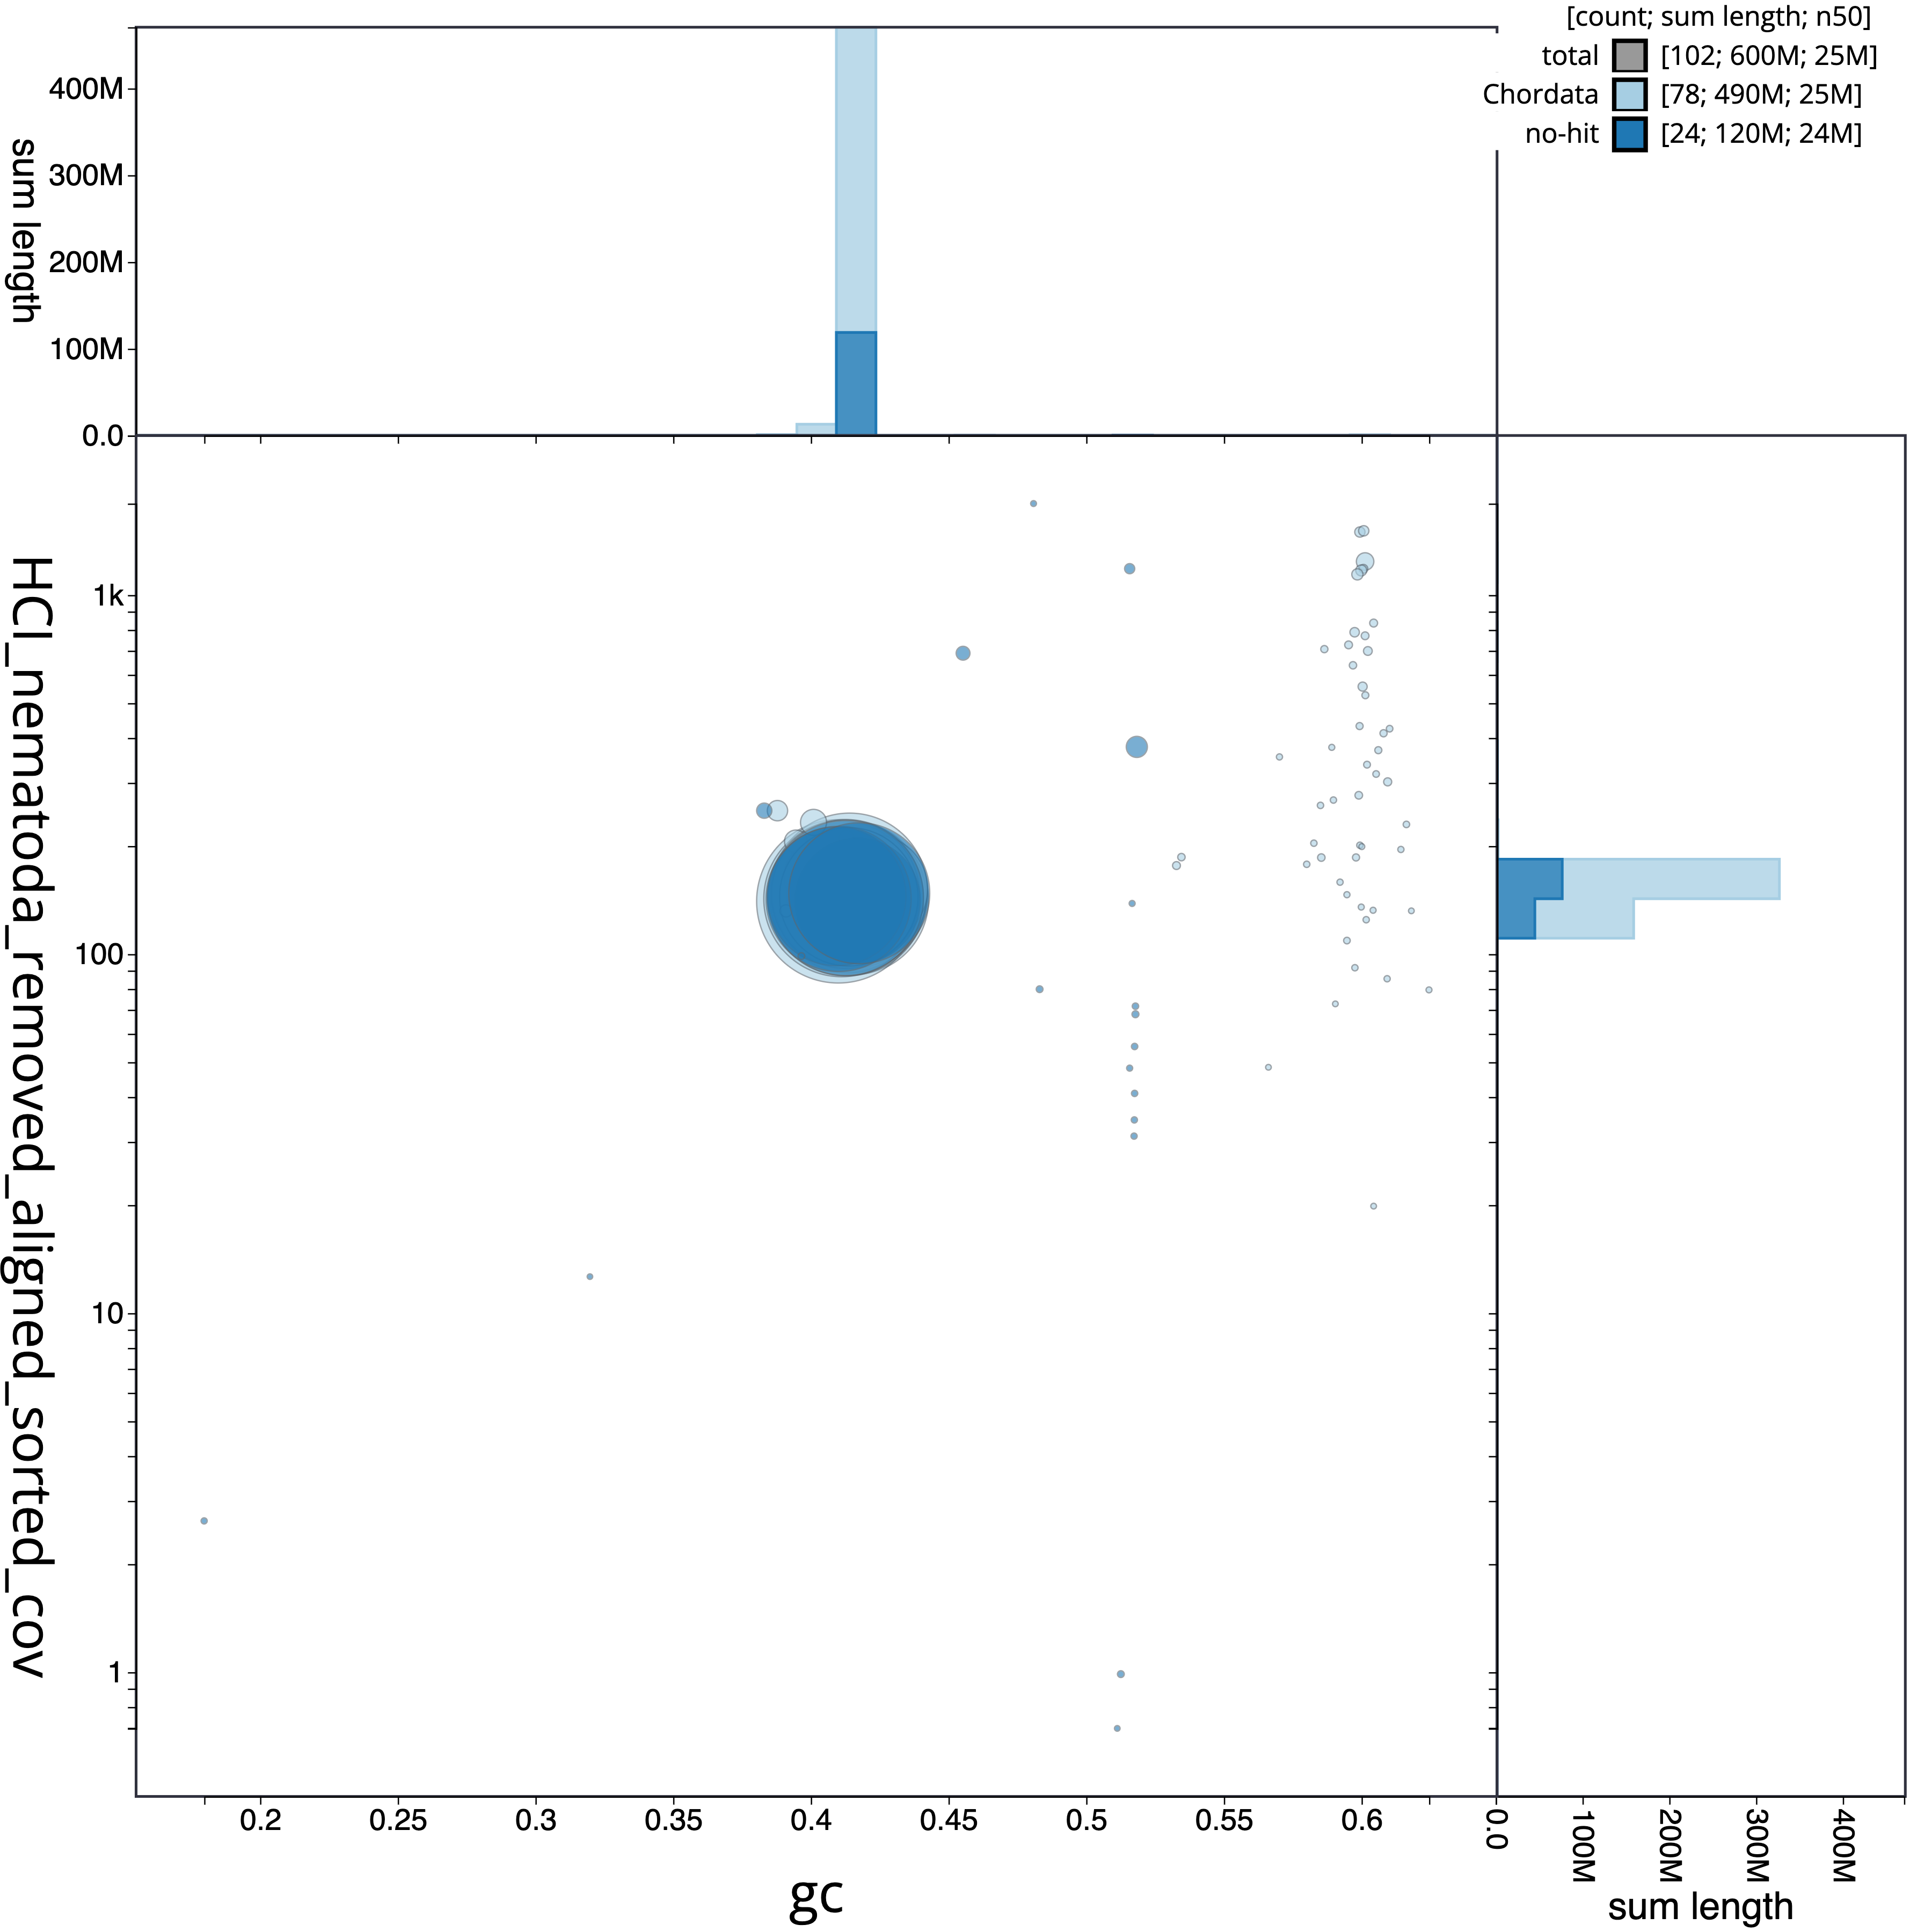 [count; sum length; n50]
total [102; 600M; 25M]
Chordata [78; 490M; 25M]
no-hit [24; 120M; 24M]
400M
300M
200M
100M
0.0
sum length
1k
100
10
1
HCI_nematoda_removed_aligned_sorted_cov
0.2 0.25 0.3 0.35 0.4 0.45 0.5 0.55 0.6
gc
0.0 100M 200M 300M 400M
sum length